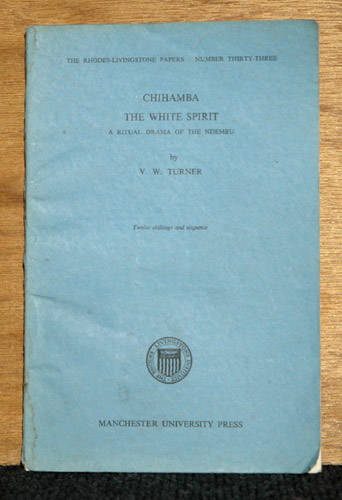 THE RHODES-LIVINGSTONE PAPERS NUMBER THIRTY-THREE
CHIHAMBA
THE WHITE SPIRIT
A RITUAL DRAMA OF THE NDEMBU
by
V. W. TURNER
Twelve shillings and sixpence
MANCHESTER UNIVERSITY PRESS